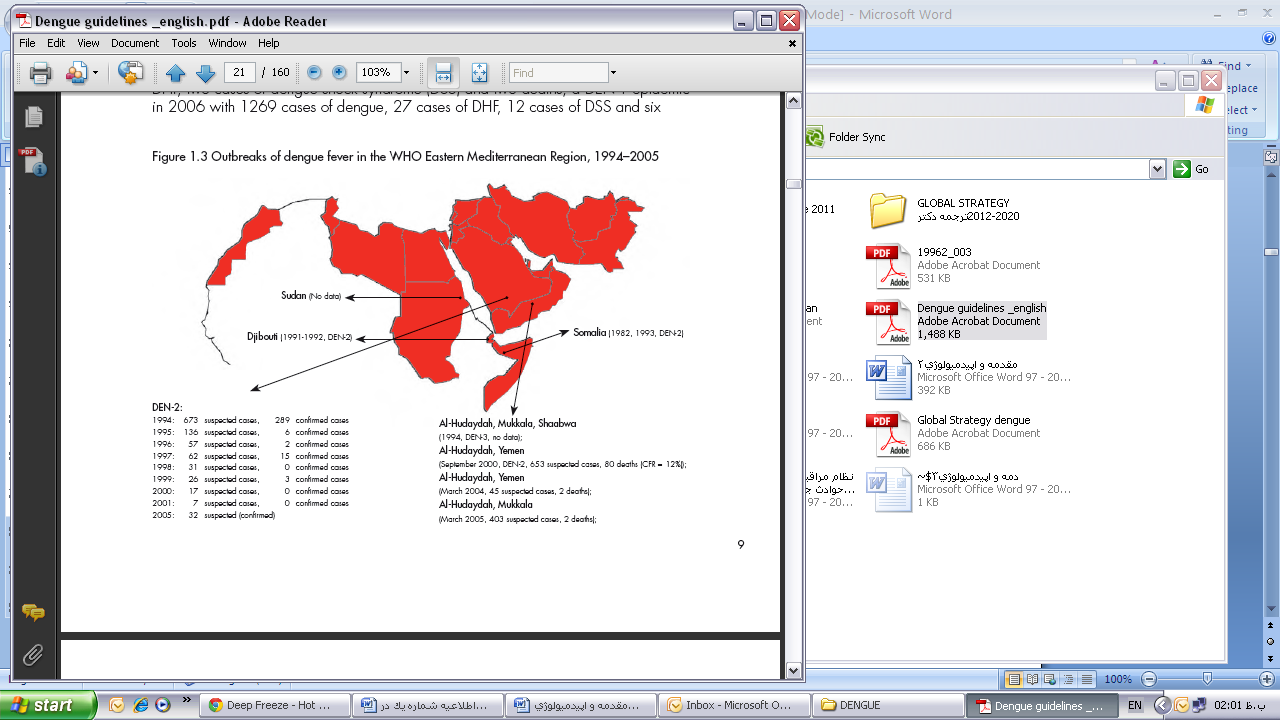 Dengue guidelines _english.pdf - Adobe Reader
File Edit View Document Tools Window Help
21 / 160 103% Find
in 2006 with 1269 cases of dengue, 27 cases of DHF, 12 cases of DSS and six
Figure 1.3 Outbreaks of dengue fever in the WHO Eastern Mediterranean Region, 1994–2005
Sudan (No data)
Djibouti (1991-1992, DEN-2)
Somalia (1982, 1993, DEN-2)
DEN-2:
1994: 673 suspected cases, 289 confirmed cases
1995: 136 suspected cases, 6 confirmed cases
1996: 57 suspected cases, 2 confirmed cases
1997: 62 suspected cases, 15 confirmed cases
1998: 31 suspected cases, 0 confirmed cases
1999: 26 suspected cases, 3 confirmed cases
2000: 17 suspected cases, 0 confirmed cases
2001: 7 suspected cases, 0 confirmed cases
2005: 32 suspected (confirmed)
Al-Hudaydah, Mukkala, Shaabwa
(1994, DEN-3, no data);
Al-Hudaydah, Yemen
(September 2000, DEN-2, 653 suspected cases, 80 deaths (CFR = 12%));
Al-Hudaydah, Yemen
(March 2004, 45 suspected cases, 2 deaths);
Al-Hudaydah, Mukkala
(March 2005, 403 suspected cases, 2 deaths);
9
Mode] - Microsoft Word
Find
Folder Sync
Go
e 2011
GLOBAL STRATEGY
2012-2020ترجمه دکتر
19962_003
Adobe Acrobat Document
531 KB
Dengue guidelines _english
Adobe Acrobat Document
1,488 KB
مقدمه و اپیدمیولوژی۲
Microsoft Office Word 97 - 20...
392 KB
Global Strategy dengue
Adobe Acrobat Document
686 KB
دمه و اپیدمیولوژی۲$~
Microsoft Office Word 97 - 20...
1 KB
100%
start
Deep Freeze - Hot ...
اطلاعیه شماره یک در ...
مقدمه و اپیدمیولوژی...
Inbox - Microsoft O...
DENGUE
Dengue guidelines _...
EN
02:01 ب.ظ